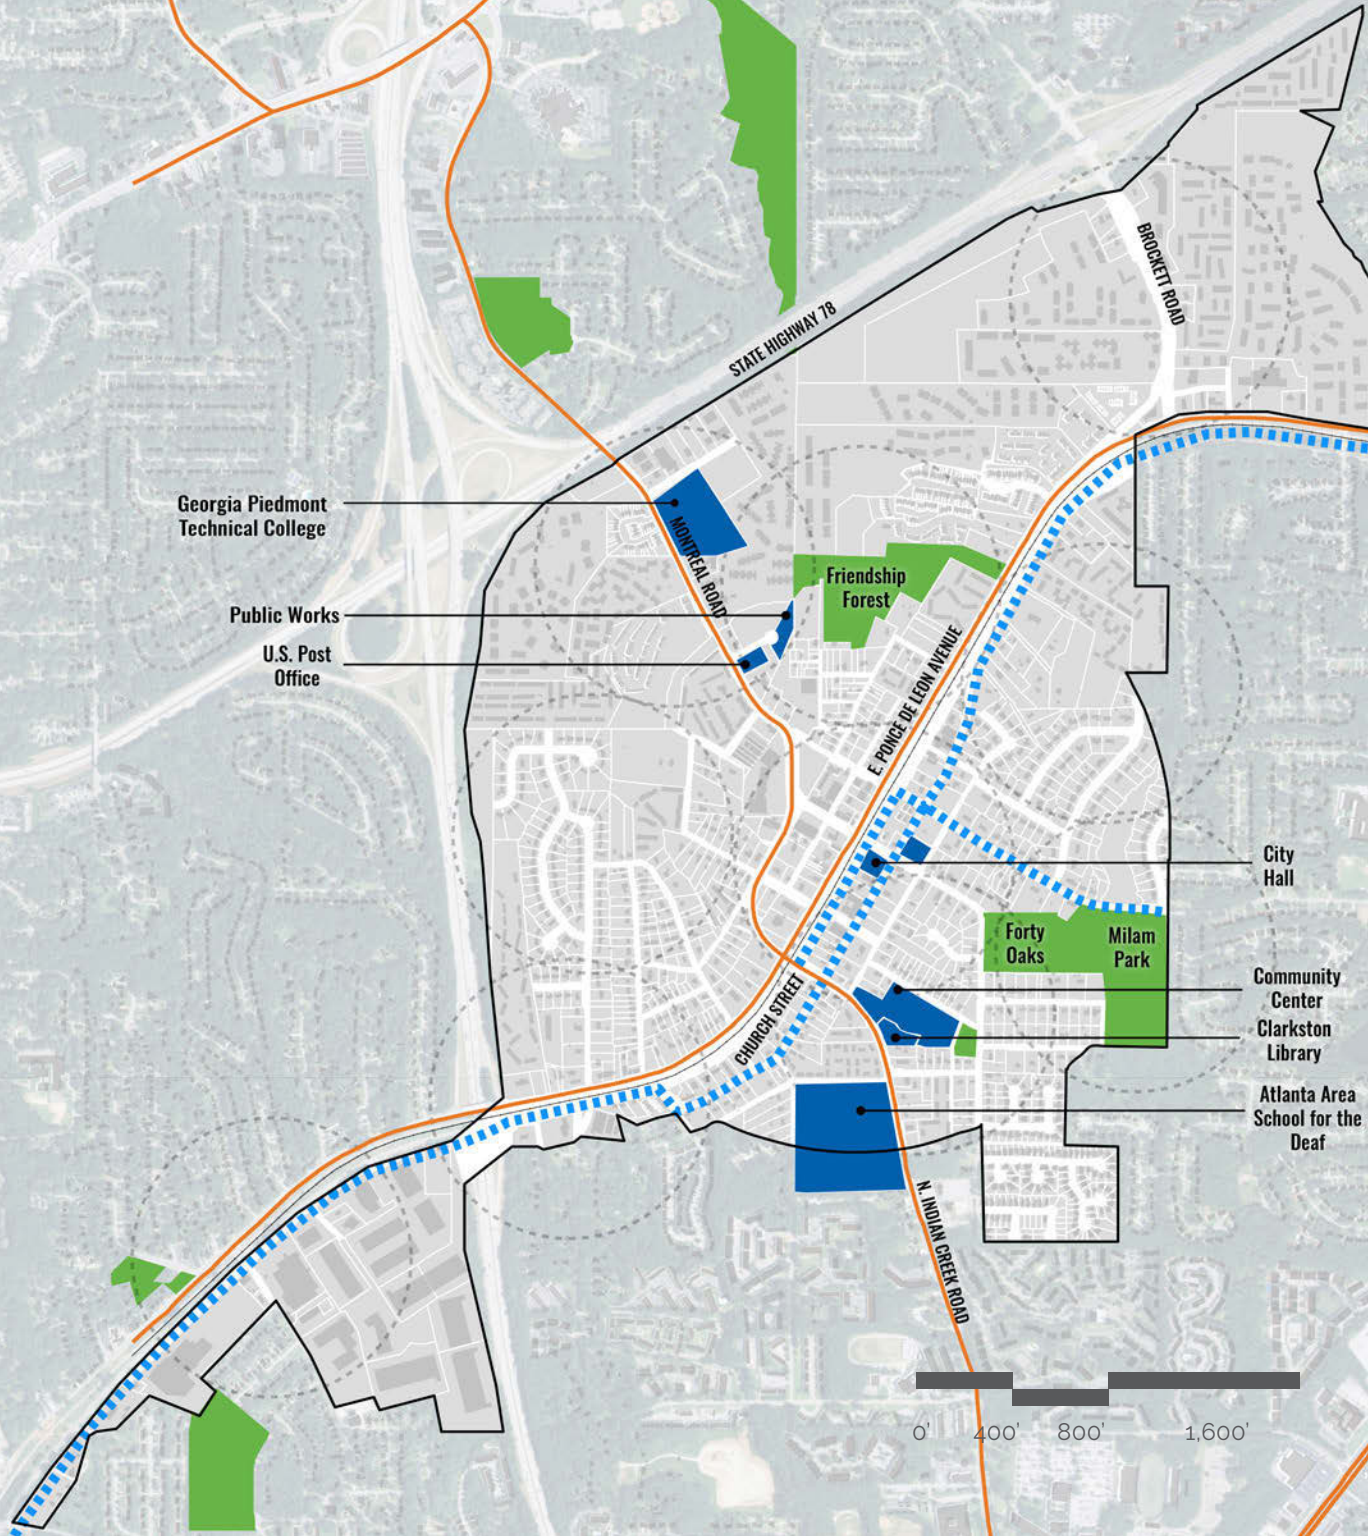 BROCKETT ROAD
STATE HIGHWAY 78
Georgia Piedmont
Technical College
MONTREAL ROAD
Friendship
Forest
Public Works
U.S. Post
Office
E. PONCE DE LEON AVENUE
City
Hall
Forty
Oaks
Milam
Park
Community
Center
CHURCH STREET
Clarkston
Library
Atlanta Area
School for the
Deaf
N. INDIAN CREEK ROAD
0' 400' 800' 1,600'